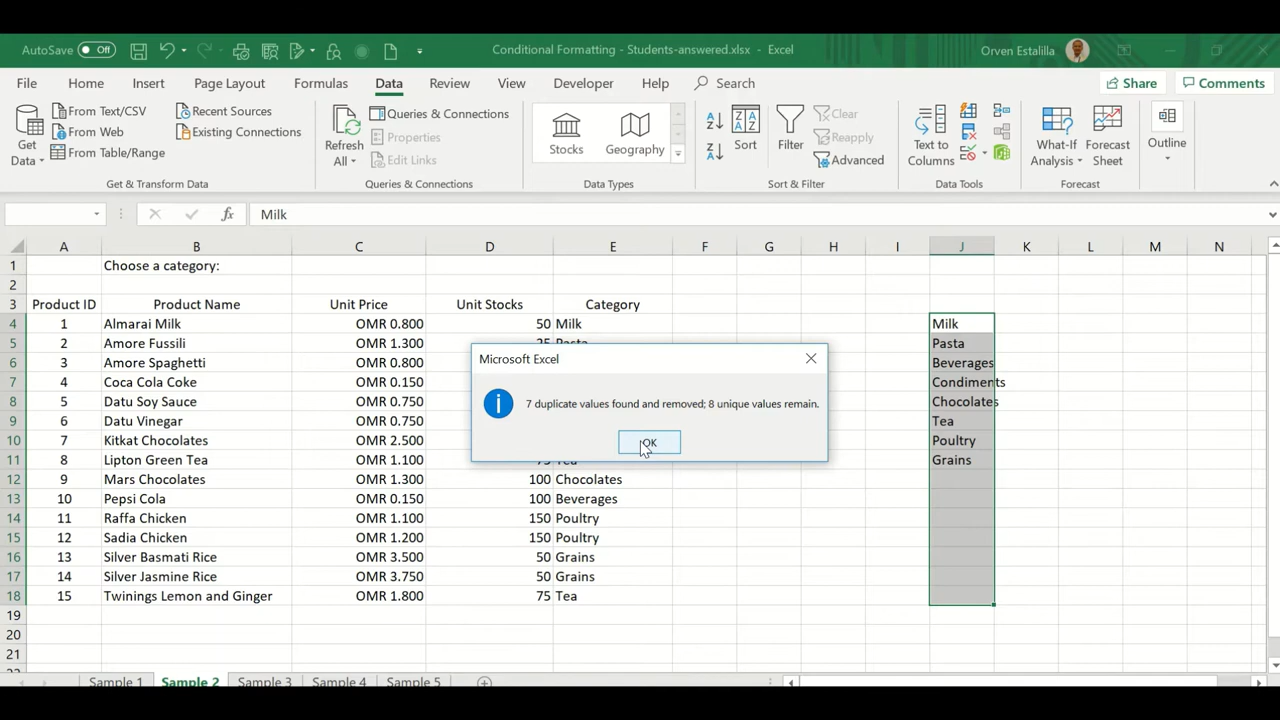 AutoSave Off Conditional Formatting - Students-answered.xlsx - Excel Orven Estalilla
File Home Insert Page Layout Formulas Data Review View Developer Help Search Share Comments
Get Data
From Text/CSV
From Web
From Table/Range
Recent Sources
Existing Connections
Get & Transform Data
Refresh All
Queries & Connections
Properties
Edit Links
Queries & Connections
Stocks Geography
Data Types
Sort Filter
Clear
Reapply
Advanced
Sort & Filter
Text to Columns
Data Tools
What-If Analysis
Forecast Sheet
Forecast
Outline
fx Milk
A B C D E F G H I J K L M N
1 Choose a category:
2
3 Product ID Product Name Unit Price Unit Stocks Category
4 1 Almarai Milk OMR 0.800 50 Milk Milk
5 2 Amore Fussili OMR 1.300 Pasta
6 3 Amore Spaghetti OMR 0.800 Beverages
7 4 Coca Cola Coke OMR 0.150 Condiments
8 5 Datu Soy Sauce OMR 0.750 Chocolates
9 6 Datu Vinegar OMR 0.750 Tea
10 7 Kitkat Chocolates OMR 2.500 Poultry
11 8 Lipton Green Tea OMR 1.100 75 Tea Grains
12 9 Mars Chocolates OMR 1.300 100 Chocolates
13 10 Pepsi Cola OMR 0.150 100 Beverages
14 11 Raffa Chicken OMR 1.100 150 Poultry
15 12 Sadia Chicken OMR 1.200 150 Poultry
16 13 Silver Basmati Rice OMR 3.500 50 Grains
17 14 Silver Jasmine Rice OMR 3.750 50 Grains
18 15 Twinings Lemon and Ginger OMR 1.800 75 Tea
19
20
21
Microsoft Excel
7 duplicate values found and removed; 8 unique values remain.
OK
Sample 1 Sample 2 Sample 3 Sample 4 Sample 5